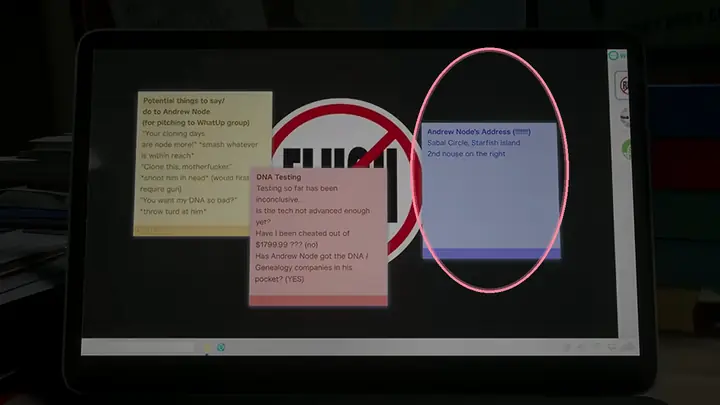 Potential things to say/
do to Andrew Node
(for pitching to WhatUp group)
"Your cloning days
are node more!" *smash whatever
is within reach*
"Clone this, motherfucker"
*shoot him in head* (would first
require gun)
"You want my DNA so bad?"
*throw turd at him*
DNA Testing
Testing so far has been
inconclusive...
Is the tech not advanced enough
yet?
Have I been cheated out of
$1799.99 ??? (no)
Has Andrew Node got the DNA /
Genealogy companies in his
pocket? (YES)
Andrew Node's Address (!!!!!!)
Sabal Circle, Starfish Island
2nd house on the right